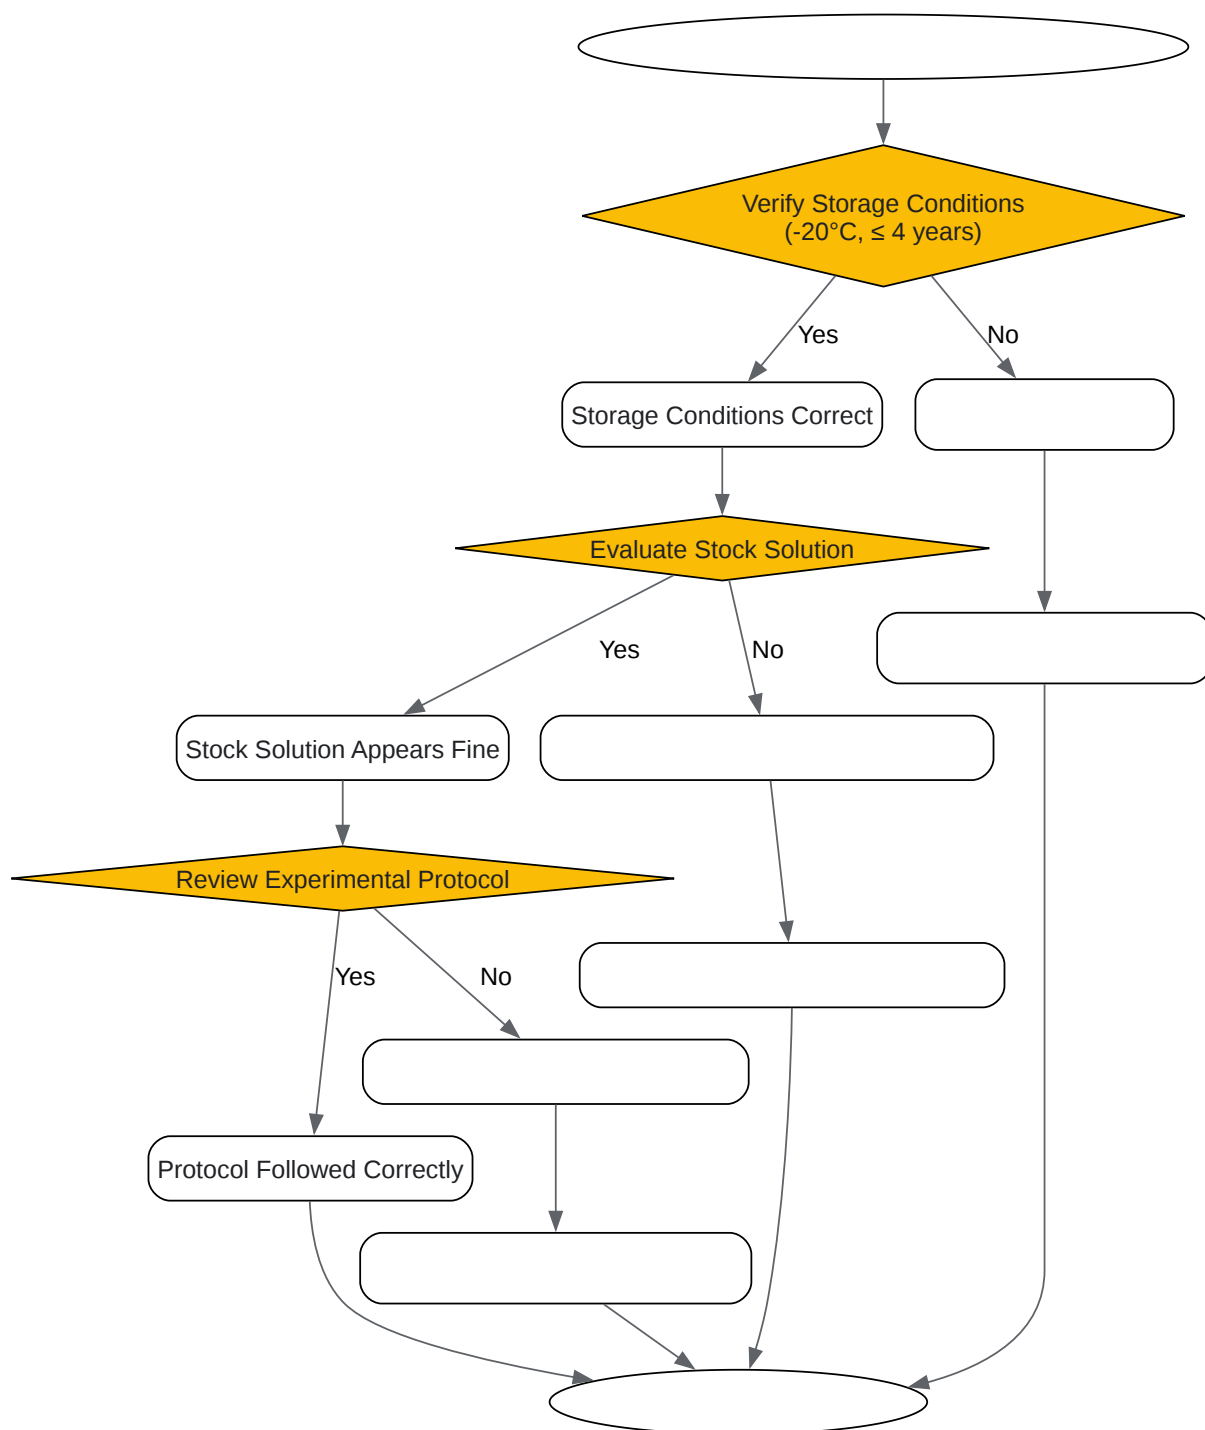 Verify Storage Conditions
(-20°C, ≤ 4 years)
Yes
No
Storage Conditions Correct
Evaluate Stock Solution
Yes
No
Stock Solution Appears Fine
Review Experimental Protocol
Yes
No
Protocol Followed Correctly